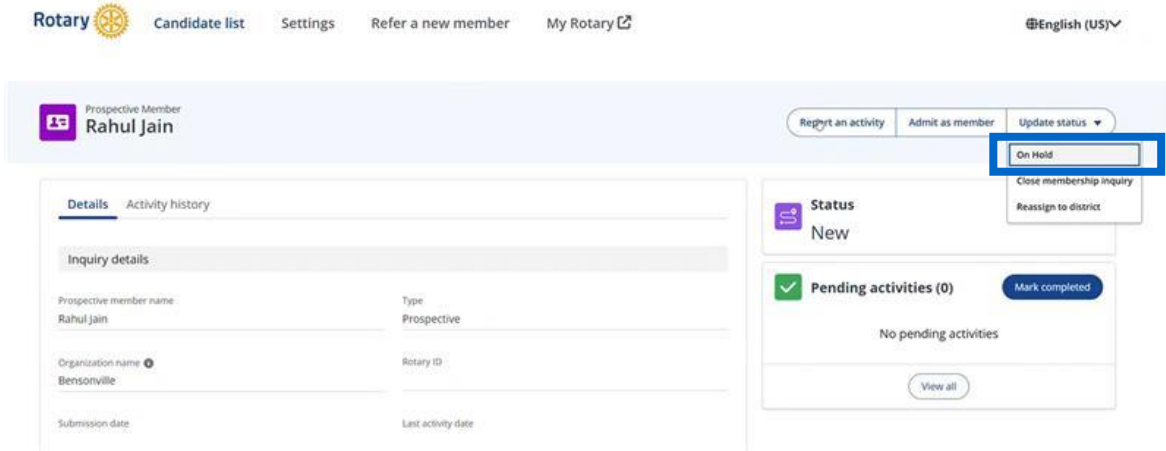 Rotary Candidate list Settings Refer a new member My Rotary English (US)
Prospective Member
Rahul Jain
Report an activity Admit as member Update status
On Hold
Close membership inquiry
Reassign to district
Details Activity history
Inquiry details
Prospective member name Type
Rahul Jain Prospective
Organization name Rotary ID
Bensonville
Submission date Last activity date
Status
New
Pending activities (0) Mark completed
No pending activities
View all